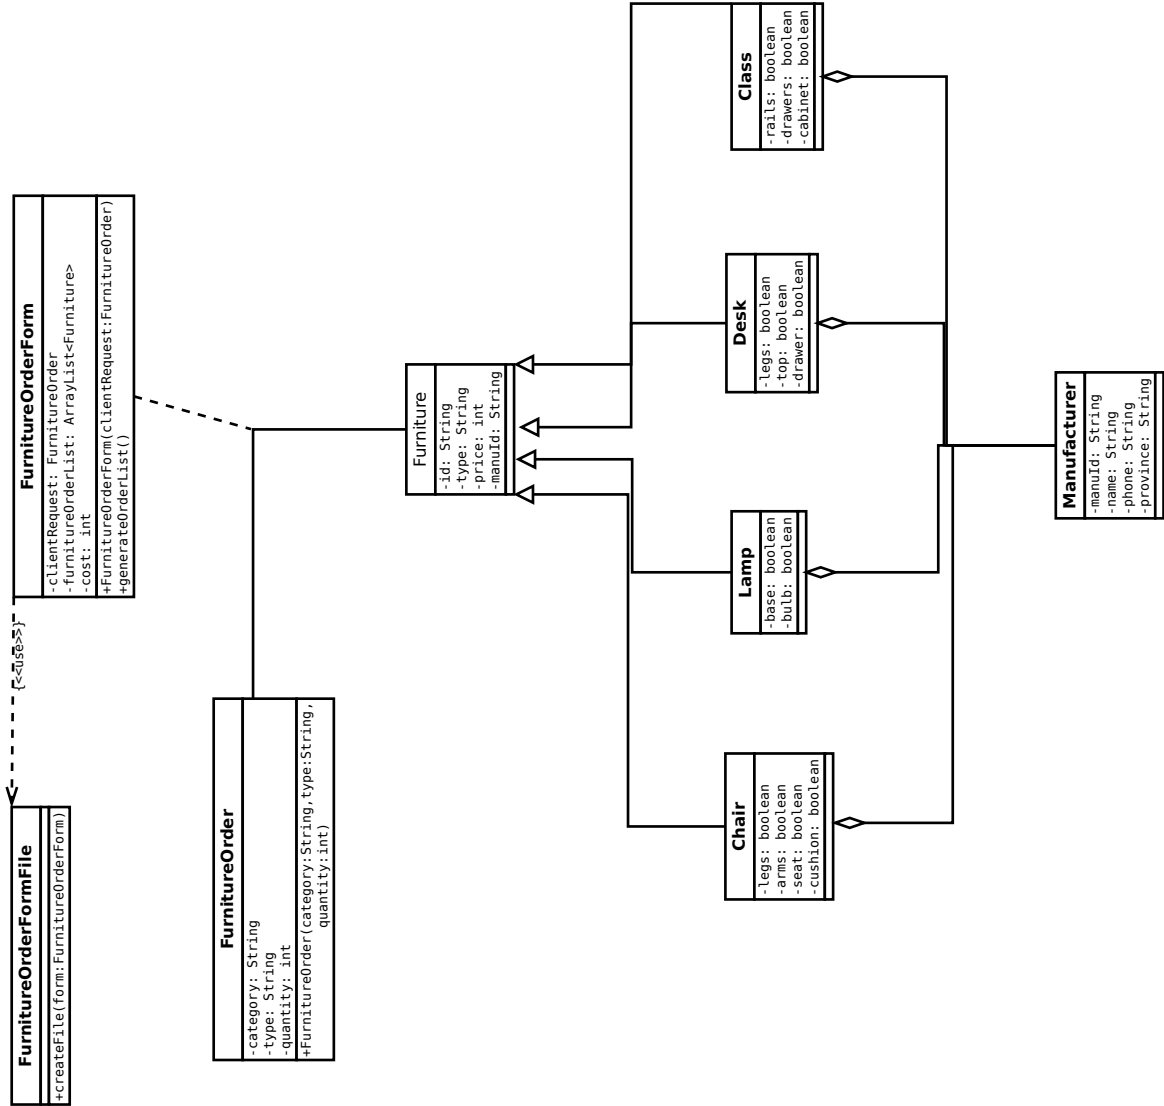 FurnitureOrderFormFile
+createFile(form:FurnitureOrderForm)
{<<use>>}
FurnitureOrderForm
-clientRequest: FurnitureOrder
-furnitureOrderList: ArrayList<Furniture>
-cost: int
+FurnitureOrderForm(clientRequest:FurnitureOrder)
+generateOrderList()
FurnitureOrder
-category: String
-type: String
-quantity: int
+FurnitureOrder(category:String,type:String,
quantity:int)
Furniture
-id: String
-type: String
-price: int
-manuId: String
Chair
-legs: boolean
-arms: boolean
-seat: boolean
-cushion: boolean
Lamp
-base: boolean
-bulb: boolean
Desk
-legs: boolean
-top: boolean
-drawer: boolean
Class
-rails: boolean
-drawers: boolean
-cabinet: boolean
Manufacturer
-manuId: String
-name: String
-phone: String
-province: String